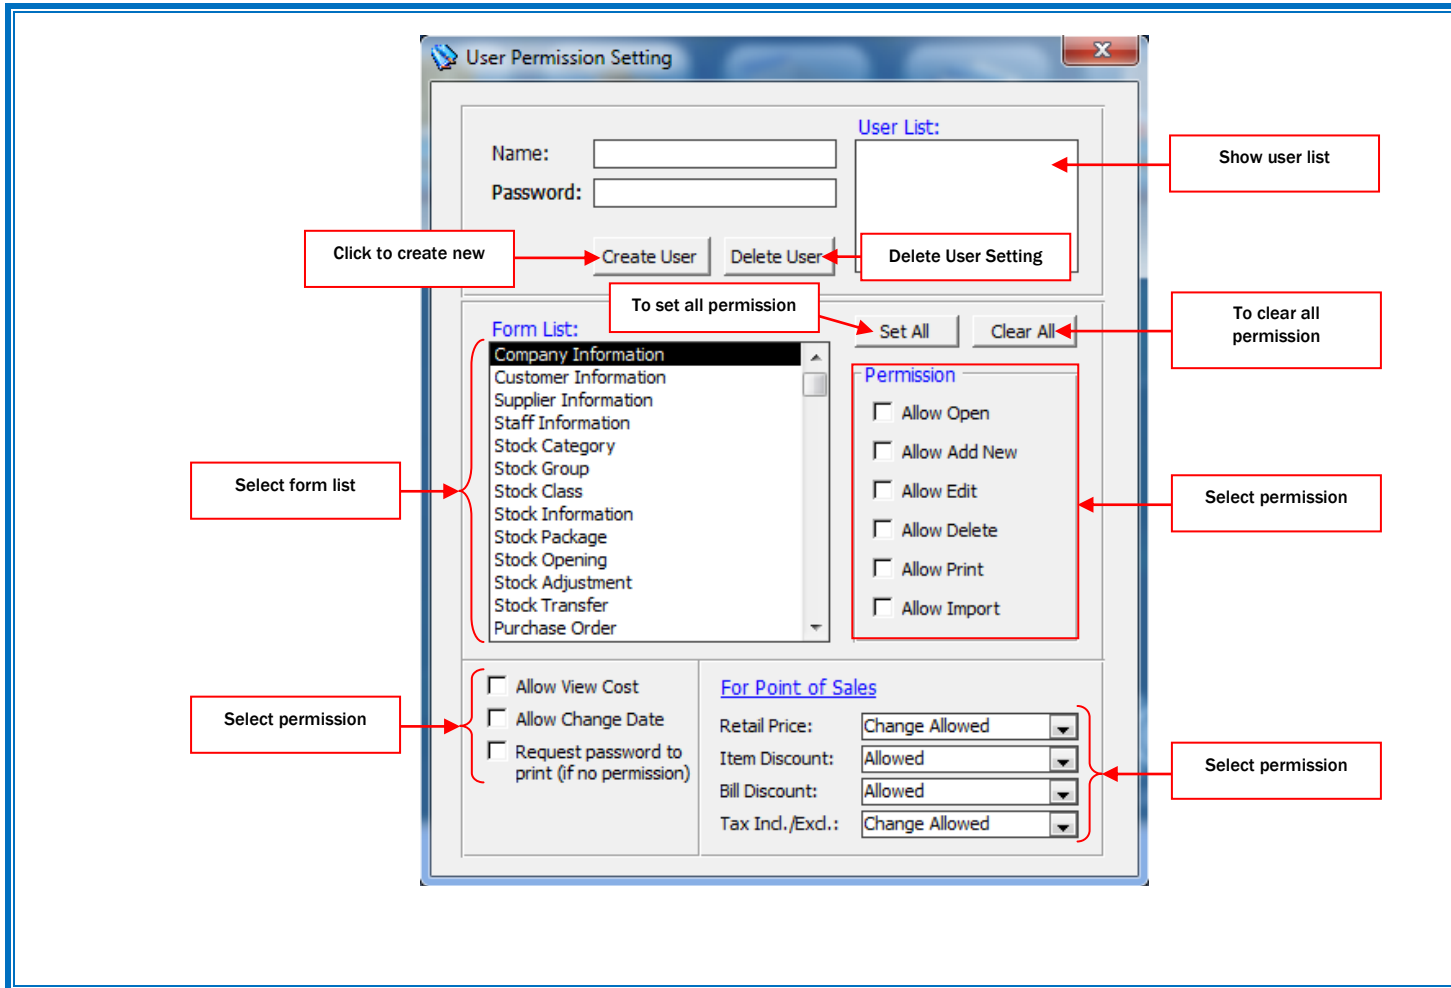 User Permission Setting
User List:
Name:
Show user list
Password:
Click to create new
Create User
Delete User
Delete User Setting
To set all permission
To clear all
permission
Form List:
Set All
Clear All
Company Information
Customer Information
Supplier Information
Staff Information
Stock Category
Stock Group
Stock Class
Stock Information
Stock Package
Stock Opening
Stock Adjustment
Stock Transfer
Purchase Order
Select form list
Permission
Allow Open
Allow Add New
Allow Edit
Allow Delete
Allow Print
Allow Import
Select permission
Select permission
Allow View Cost
Allow Change Date
Request password to
print (if no permission)
For Point of Sales
Retail Price: Change Allowed
Item Discount: Allowed
Bill Discount: Allowed
Tax Incl./Excl.: Change Allowed
Select permission